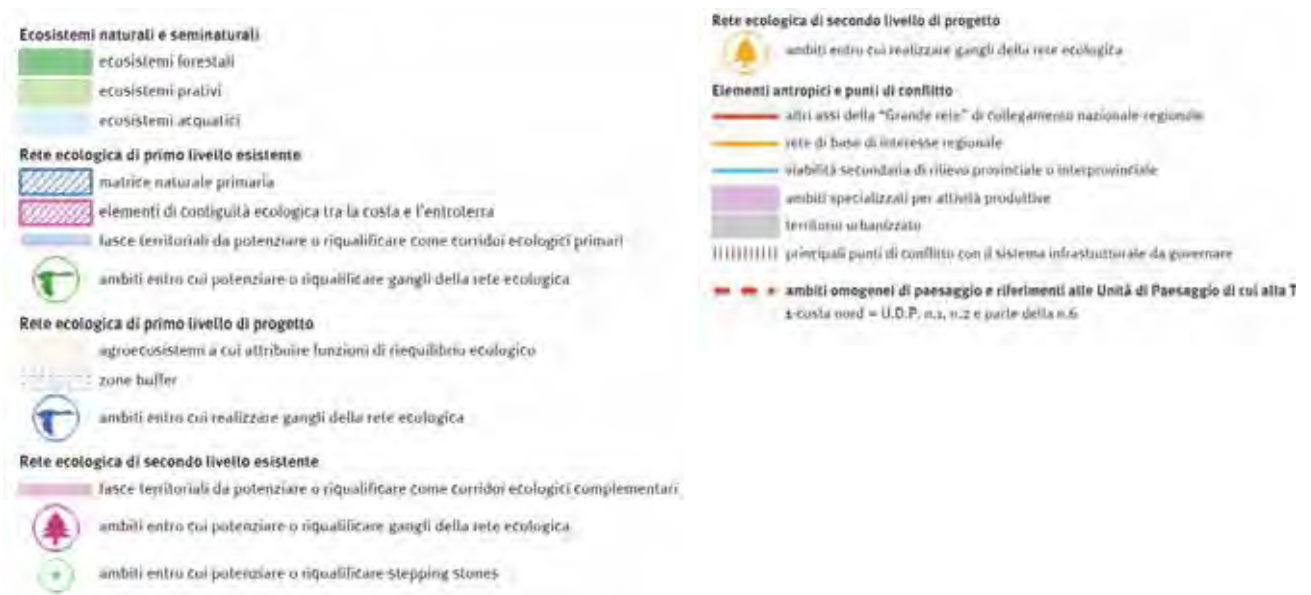 Ecosistemi naturali e seminaturali
ecosistemi forestali
ecosistemi prativi
ecosistemi acquatici
Rete ecologica di primo livello esistente
matrice naturale primaria
elementi di contiguità ecologica tra la costa e l'entroterra
fasce territoriali da potenziare o riqualificare come corridoi ecologici primari
ambiti entro cui potenziare o riqualificare gangli della rete ecologica
Rete ecologica di primo livello di progetto
agroecosistemi a cui attribuire funzioni di riequilibrio ecologico
zone buffer
ambiti entro cui realizzare gangli della rete ecologica
Rete ecologica di secondo livello esistente
fasce territoriali da potenziare o riqualificare come corridoi ecologici complementari
ambiti entro cui potenziare o riqualificare gangli della rete ecologica
ambiti entro cui potenziare o riqualificare stepping stones
Rete ecologica di secondo livello di progetto
ambiti entro cui realizzare gangli della rete ecologica
Elementi antropici e punti di conflitto
altri assi della "Grande rete" di collegamento nazionale-regionale
rete di base di interesse regionale
viabilità secondaria di rilievo provinciale o interprovinciale
ambiti specializzati per attività produttive
territorio urbanizzato
principali punti di conflitto con il sistema infrastrutturale da governare
ambiti omogenei di paesaggio e riferimenti alle Unità di Paesaggio di cui alla T
1-costa nord = U.D.P. n.1, n.2 e parte della n.6